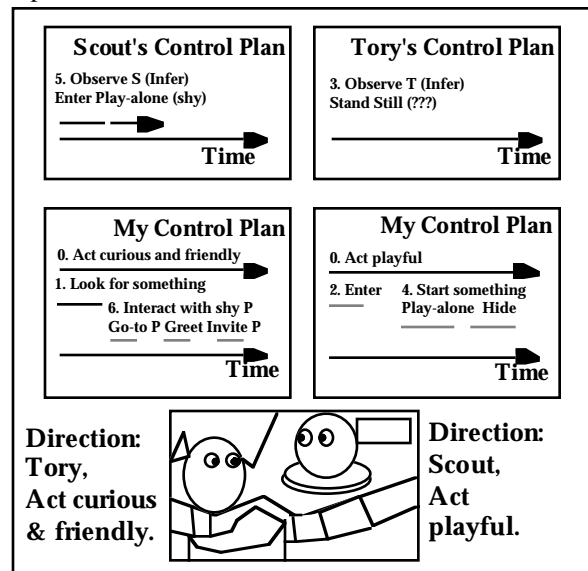 Scout's Control Plan
5. Observe S (Infer)
Enter Play-alone (shy)
Time
Tory's Control Plan
3. Observe T (Infer)
Stand Still (???)
Time
My Control Plan
0. Act curious and friendly
1. Look for something
6. Interact with shy P
Go-to P Greet Invite P
Time
My Control Plan
0. Act playful
2. Enter 4. Start something
Play-alone Hide
Time
Direction:
Tory,
Act curious
& friendly.
Direction:
Scout,
Act
playful.